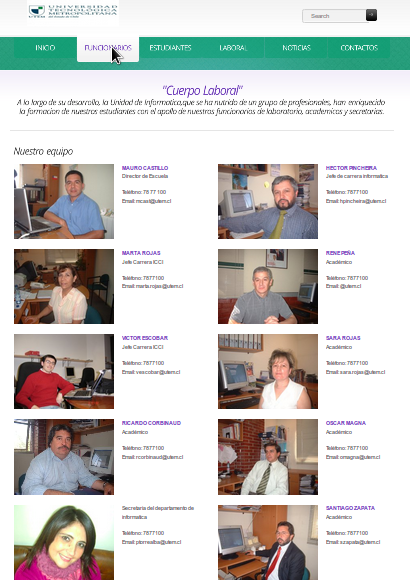 UNIVERSIDAD
TECNOLOGICA
METROPOLITANA
Search
INICIO
FUNCIONARIOS
ESTUDIANTES
LABORAL
NOTICIAS
CONTACTOS
"Cuerpo Laboral"
A lo largo de su desarrollo, la Unidad de Informatica,que se ha nutrido de un grupo de profesionales, han enriquecido
la formacion de nuestros estudiantes con el apollo de nuestros funcionarios de laboratorio, academicos y secretarias.
Nuestro equipo
MAURO CASTILLO
Director de Escuela
Teléfono: 78 77 100
Email: mcast@utem.cl
HECTOR PINCHEIRA
Jefe de carrera informatica
Teléfono: 7877100
Email: hpincheira@utem.cl
MARTA ROJAS
Jefe Carrera ICCI
Teléfono: 7877100
Email: marta.rojas@utem.cl
RENE PEÑA
Académico
Teléfono: 7877100
Email: @utem.cl
VICTOR ESCOBAR
Jefe Carrera ICCI
Teléfono: 7877100
Email: vescobar@utem.cl
SARA ROJAS
Académico
Teléfono: 7877100
Email: sara.rojas@utem.cl
RICARDO CORBINAUD
Académico
Teléfono: 7877100
Email: rcorbinaud@utem.cl
OSCAR MAGNA
Académico
Teléfono: 7877100
Email: omagna@utem.cl
Secretaria del departamento de
informatica
Teléfono: 7877100
Email: ptorrealba@utem.cl
SANTIAGO ZAPATA
Académico
Teléfono: 7877100
Email: szapata@utem.cl